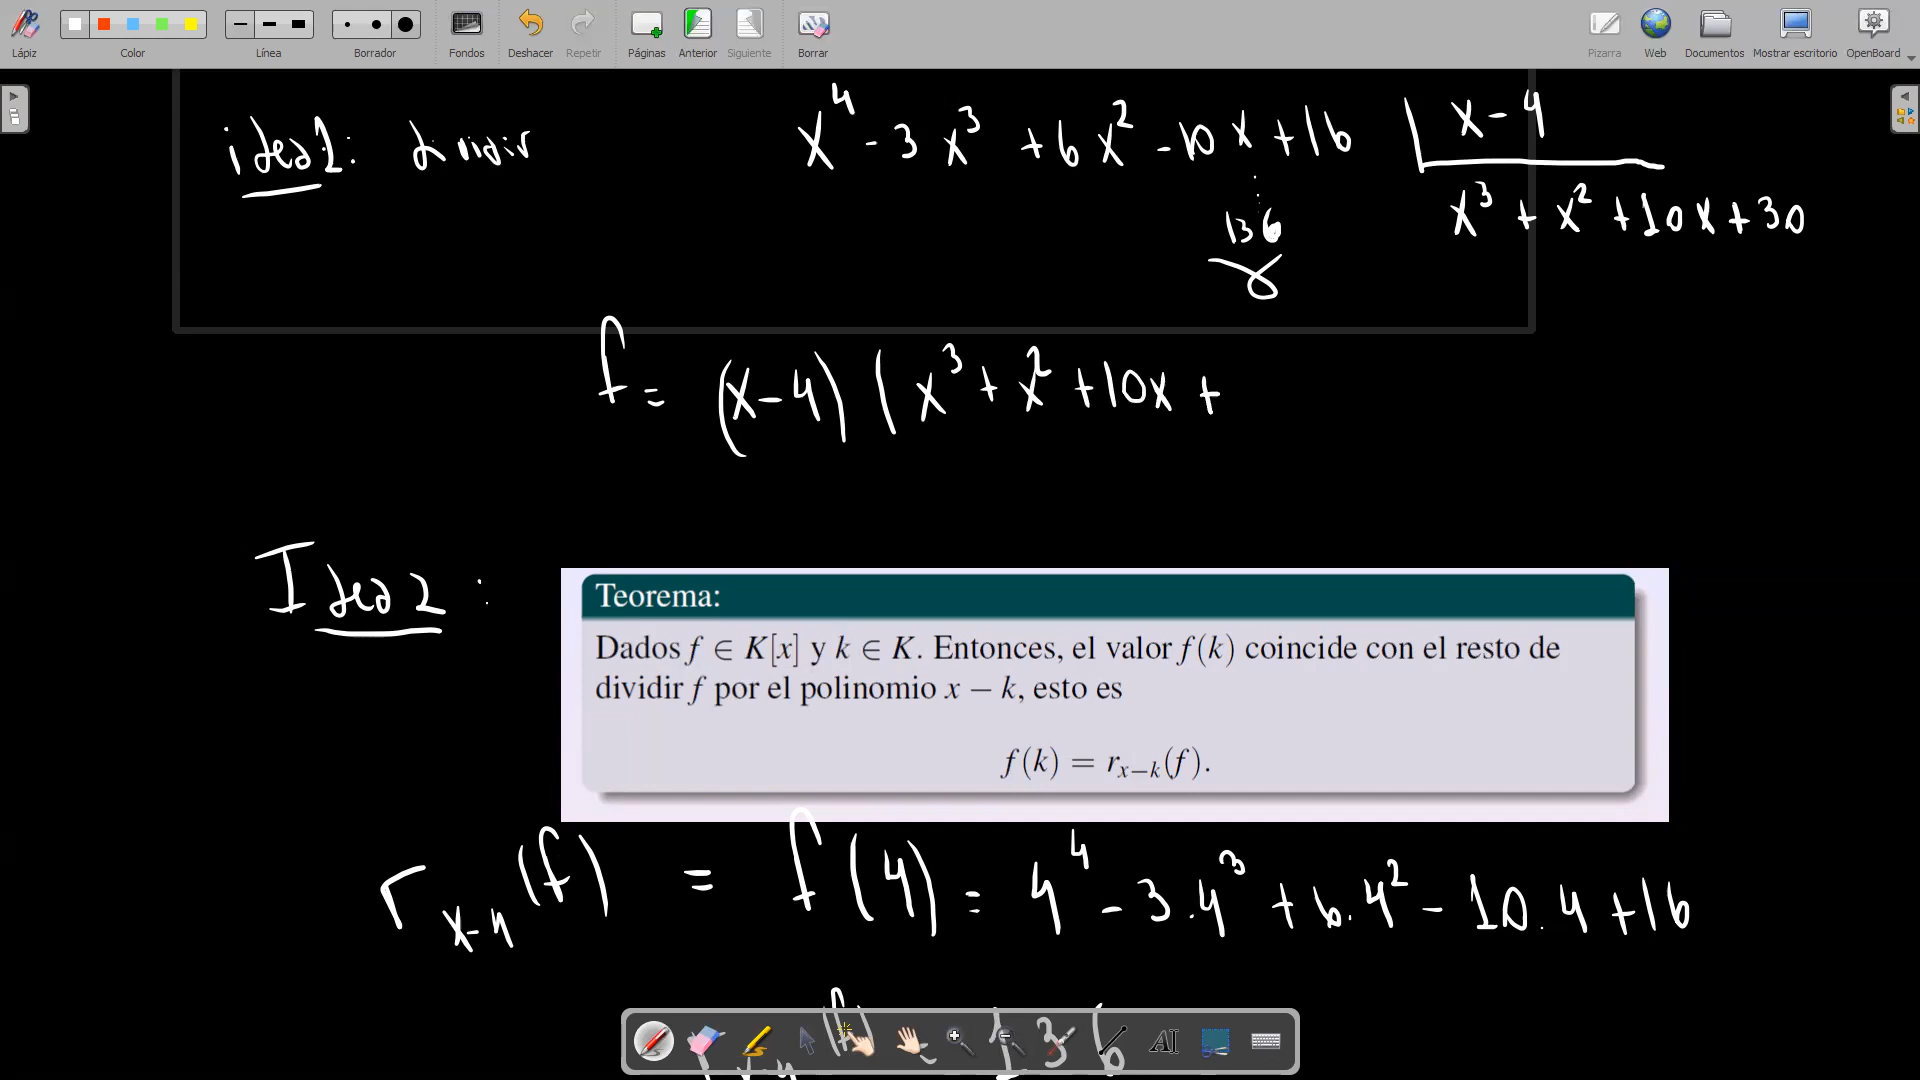 Lápiz Color Línea Borrador Fondos Deshacer Repetir Páginas Anterior Siguiente Borrar Pizarra Web Documentos Mostrar escritorio OpenBoard
idea 1: dividir x⁴ - 3x³ + 6x² - 10x + 16 | x - 4
136 x³ + x² + 10x + 30
f = (x-4) (x³ + x² + 10x +
Idea 2:
Teorema:
Dados f ∈ K[x] y k ∈ K. Entonces, el valor f(k) coincide con el resto de
dividir f por el polinomio x − k, esto es
f(k) = rₓ₋ₖ(f).
r_{x-4}(f) = f(4) = 4⁴ - 3.4³ + 6.4² - 10.4 + 16
136